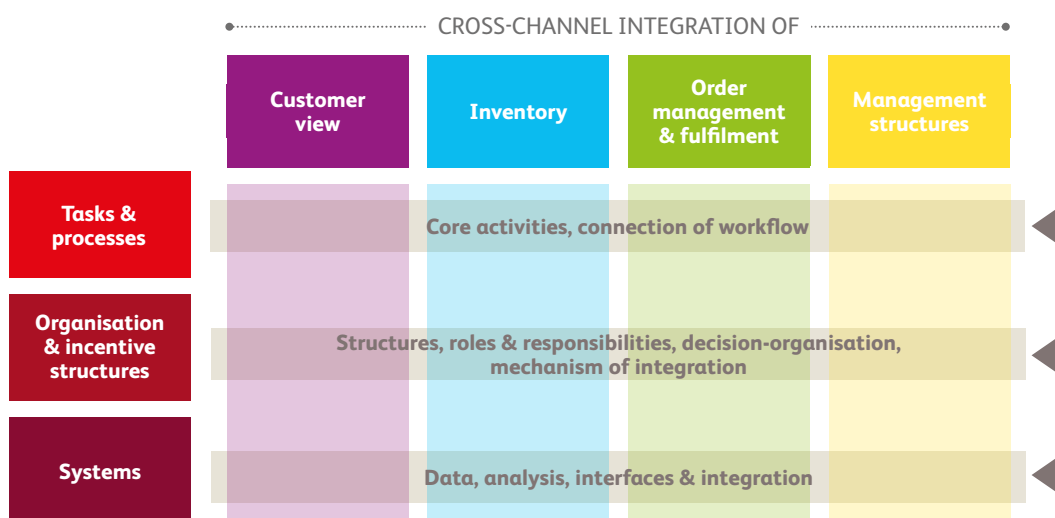 CROSS-CHANNEL INTEGRATION OF
Customer
view
Inventory
Order
management
& fulfilment
Management
structures
Tasks &
processes
Core activities, connection of workflow
Organisation
& incentive
structures
Structures, roles & responsibilities, decision-organisation,
mechanism of integration
Systems
Data, analysis, interfaces & integration